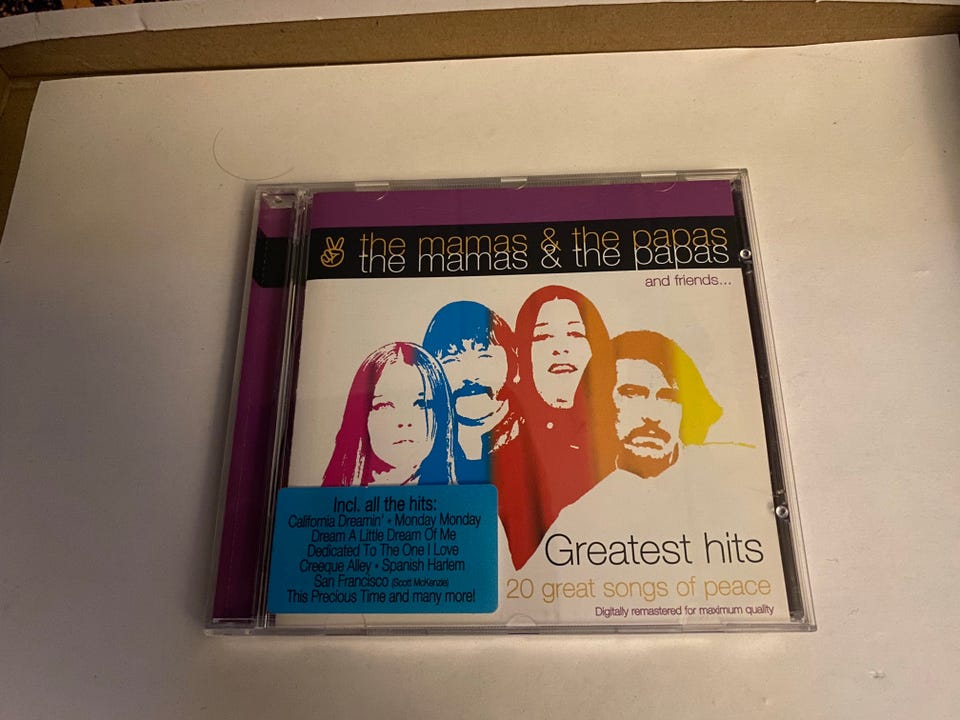 the mamas & the papas
the mamas & the papas
and friends...
Incl. all the hits:
California Dreamin' • Monday Monday
Dream A Little Dream Of Me
Dedicated To The One I Love
Creeque Alley • Spanish Harlem
San Francisco (Scott McKenzie)
This Precious Time and many more!
Greatest hits
20 great songs of peace
Digitally remastered for maximum quality